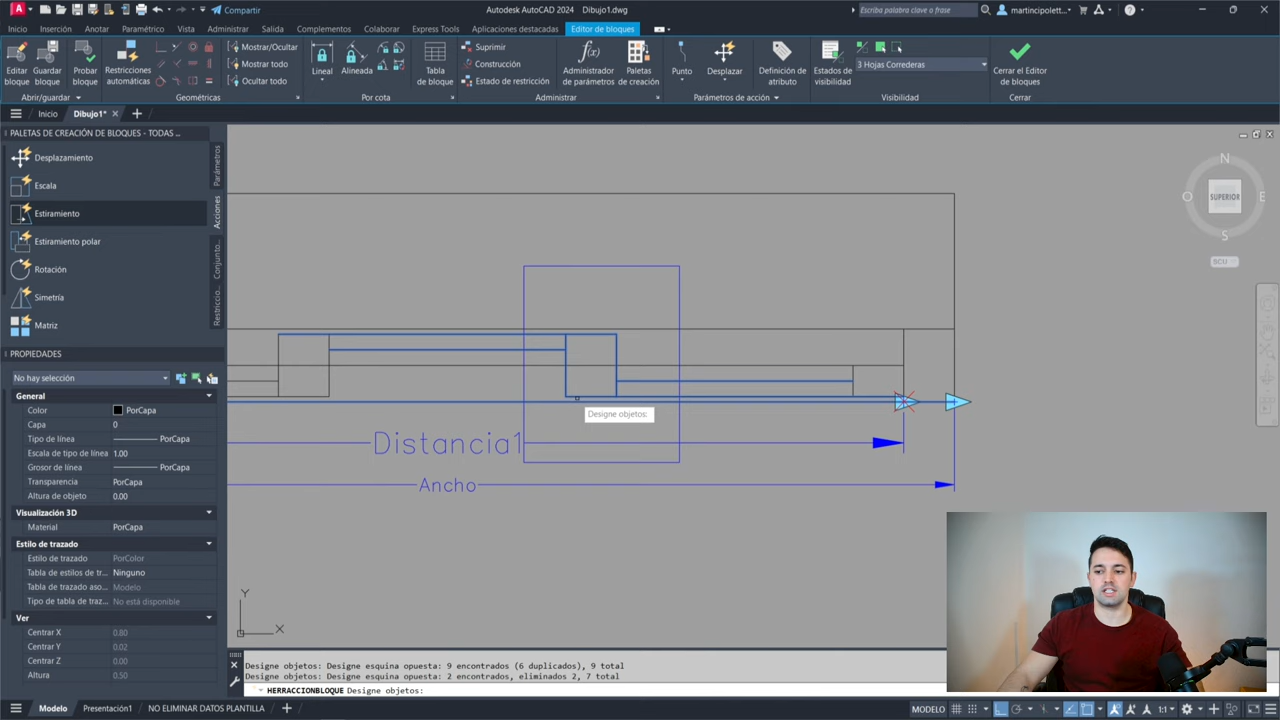 Compartir
Autodesk AutoCAD 2024 Dibujo1.dwg
Escriba palabra clave o frase
martincipolett...
Inicio
Inserción
Anotar
Paramétrico
Vista
Administrar
Salida
Complementos
Colaborar
Express Tools
Aplicaciones destacadas
Editor de bloques
Editar bloque
Guardar bloque
Probar bloque
Restricciones automáticas
Mostrar/Ocultar
Mostrar todo
Ocultar todo
Lineal
Alineada
Tabla de bloque
Suprimir
Construcción
Estado de restricción
Administrador de parámetros
Paletas de creación
Punto
Desplazar
Definición de atributo
Estados de visibilidad
3 Hojas Correderas
Cerrar el Editor de bloques
Abrir/guardar
Geométricas
Por cota
Administrar
Parámetros de acción
Visibilidad
Cerrar
Inicio
Dibujo1*
PALETAS DE CREACIÓN DE BLOQUES - TODAS ...
Desplazamiento
Escala
Estiramiento
Estiramiento polar
Rotación
Simetría
Matriz
Parámetros
Acciones
Conjunto...
Restricci...
PROPIEDADES
No hay selección
General
Color PorCapa
Capa 0
Tipo de línea PorCapa
Escala de tipo de línea 1.00
Grosor de línea PorCapa
Transparencia PorCapa
Altura de objeto 0.00
Visualización 3D
Material PorCapa
Estilo de trazado
Estilo de trazado PorColor
Tabla de estilos de tr... Ninguno
Tabla de trazado aso... Modelo
Tipo de tabla de traz... No está disponible
Ver
Centrar X 0.80
Centrar Y 0.02
Centrar Z 0.00
Altura 0.50
N
O
SUPERIOR
E
S
SCU
Designe objetos:
Distancia1
Ancho
Y
X
Designe objetos: Designe esquina opuesta: 9 encontrados (6 duplicados), 9 total
Designe objetos: Designe esquina opuesta: 2 encontrados, eliminados 2, 7 total
HERRACCIONBLOQUE Designe objetos:
Modelo
Presentación1
NO ELIMINAR DATOS PLANTILLA
MODELO
1:1